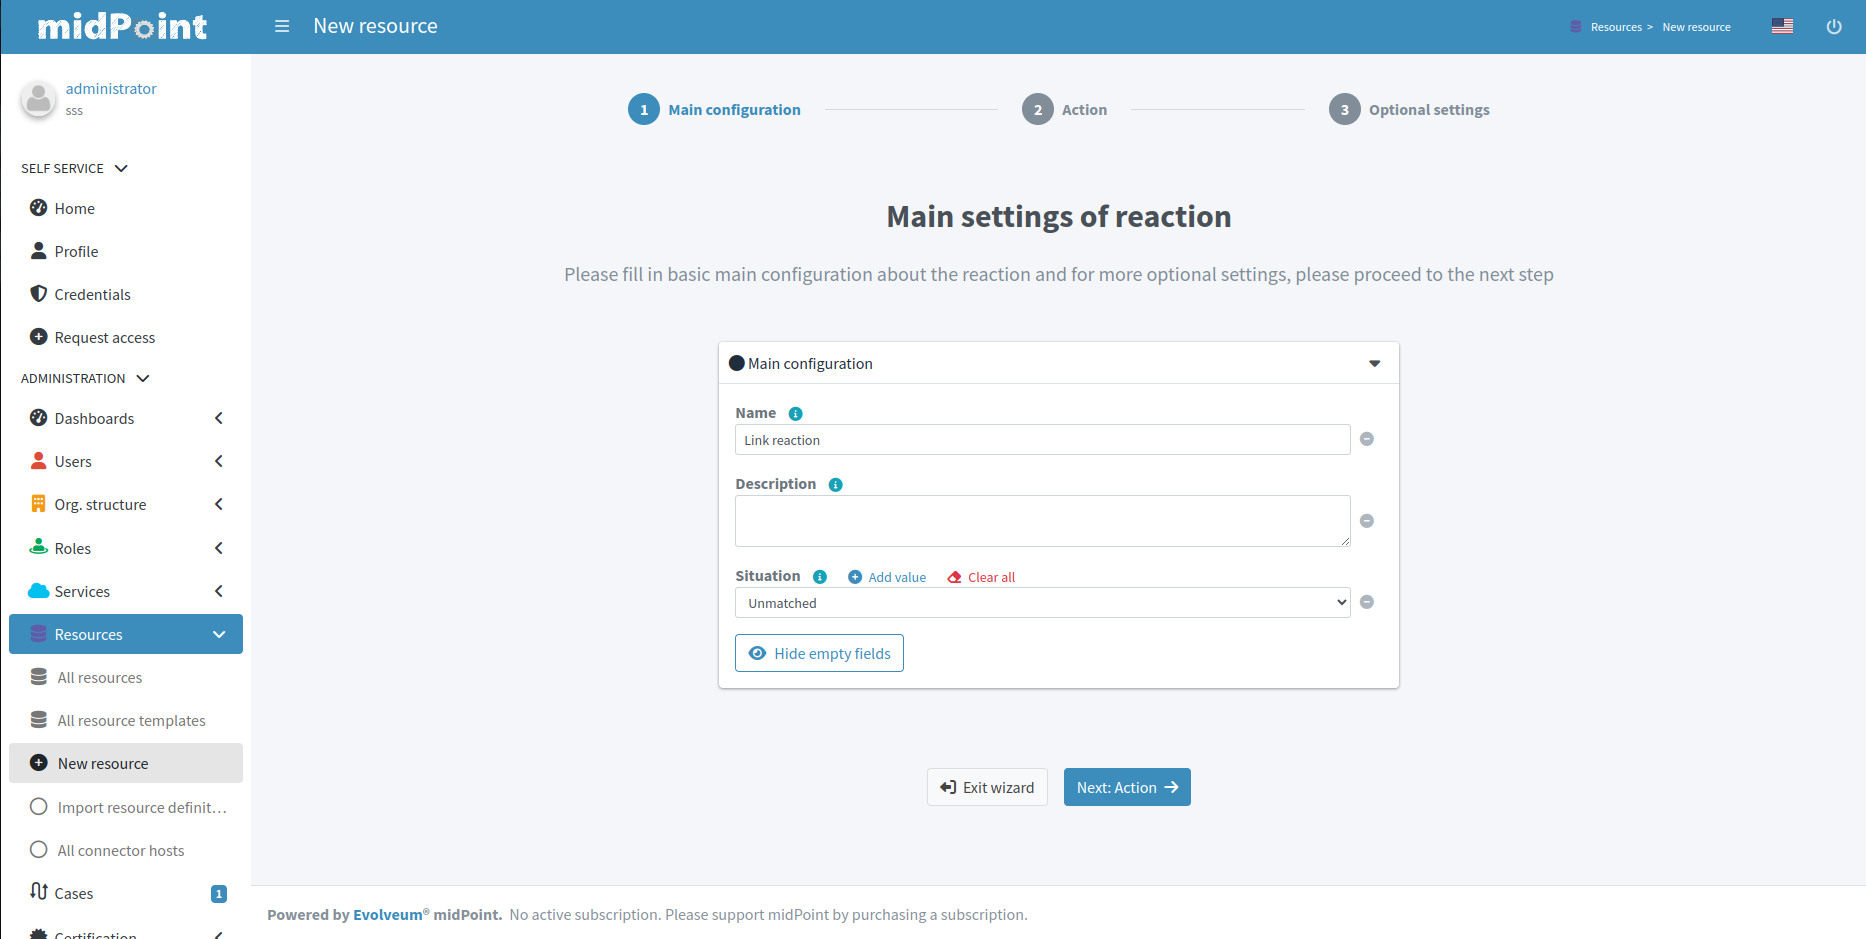 midPoint
New resource
Resources > New resource
administrator
sss
SELF SERVICE
Home
Profile
Credentials
Request access
ADMINISTRATION
Dashboards
Users
Org. structure
Roles
Services
Resources
All resources
All resource templates
New resource
Import resource definit...
All connector hosts
Cases 1
Certification
1 Main configuration
2 Action
3 Optional settings
Main settings of reaction
Please fill in basic main configuration about the reaction and for more optional settings, please proceed to the next step
Main configuration
Name
Link reaction
Description
Situation Add value Clear all
Unmatched
Hide empty fields
Exit wizard Next: Action
Powered by Evolveum® midPoint. No active subscription. Please support midPoint by purchasing a subscription.